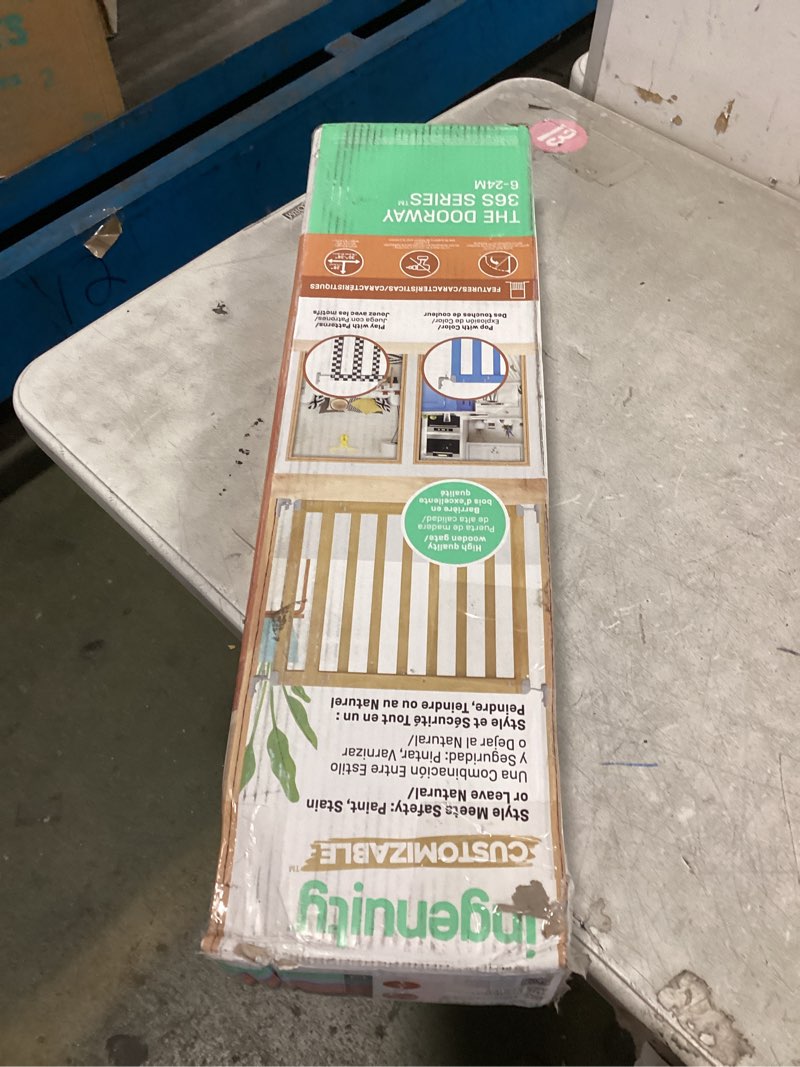 ingenuity
CUSTOMIZABLE™
Style Meets Safety: Paint, Stain
or Leave Natural/
Una Combinación Entre Estilo
y Seguridad: Pintar, Varnizar
o Dejar al Natural/
Style et Sécurité Tout en un :
Peindre, Teindre ou au Naturel
High quality
wooden gate/
Puerta de madera
de alta calidad/
Barrière en
bois d'excellente
qualité
Pop with Color/
Explosión de Color/
Des touches de couleur
Play with Patterns/
Juega con Patrones/
Jouez avec les motifs
FEATURES/CARACTERÍSTICAS/CARACTÉRISTIQUES
THE DOORWAY
36S SERIES™
6-24M
13